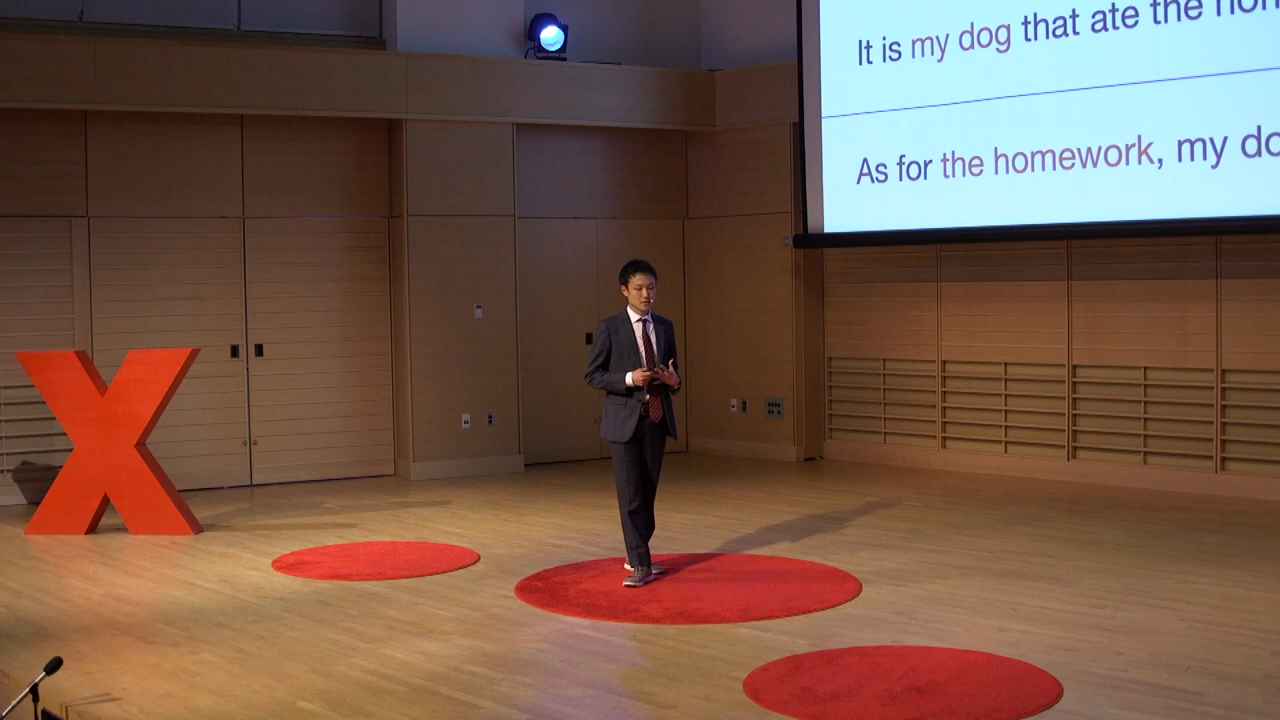 It is my dog that ate the
As for the homework, my
X